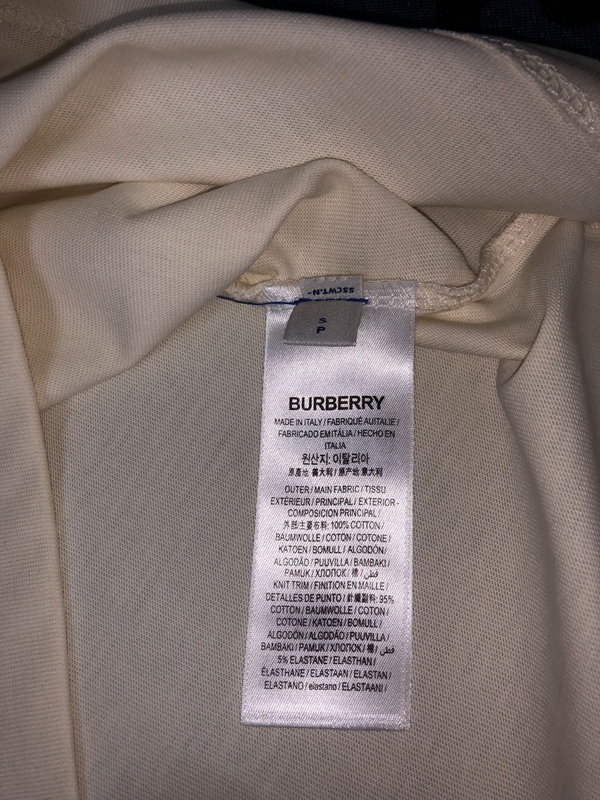 SSCWT.N-
S
P
BURBERRY
MADE IN ITALY / FABRIQUÉ AUITALIE /
FABRICADO EMITÁLIA / HECHO EN
ITALIA
원산지: 이탈리아
原產地 義大利 / 原产地 意大利
OUTER / MAIN FABRIC / TISSU
EXTÉRIEUR / PRINCIPAL / EXTERIOR-
COMPOSICION PRINCIPAL /
外部/主要布料: 100% COTTON /
BAUMWOLLE / COTON / COTONE /
KATOEN / BOMULL / ALGODÓN /
ALGODÃO / PUUVILLA / BAMBAKI /
PAMUK / ХЛОПОК / 棉 / قطن /
KNIT TRIM / FINITION EN MAILLE /
DETALLES DE PUNTO / 針織副料: 95%
COTTON / BAUMWOLLE / COTON /
COTONE / KATOEN / BOMULL /
ALGODÓN / ALGODÃO / PUUVILLA /
BAMBAKI / PAMUK / ХЛОПОК / 棉 / قطن /
5% ELASTANE / ELASTHAN /
ÉLASTHANE / ELASTAAN / ELASTAN /
ELASTANO / elastano / ELASTAANI /